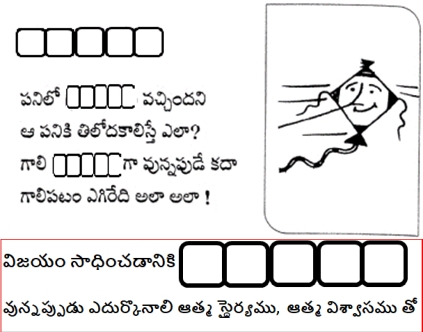 పనిలో వచ్చిందని
ఆ పనికి తిలోదకాలిస్తే ఎలా?
గాలి గా వున్నపుడే కదా
గాలిపటం ఎగిరేది అలా అలా !
విజయం సాధించడానికి
వున్నప్పుడు ఎదుర్కొనాలి ఆత్మ స్థైర్యము, ఆత్మ విశ్వాసము తో